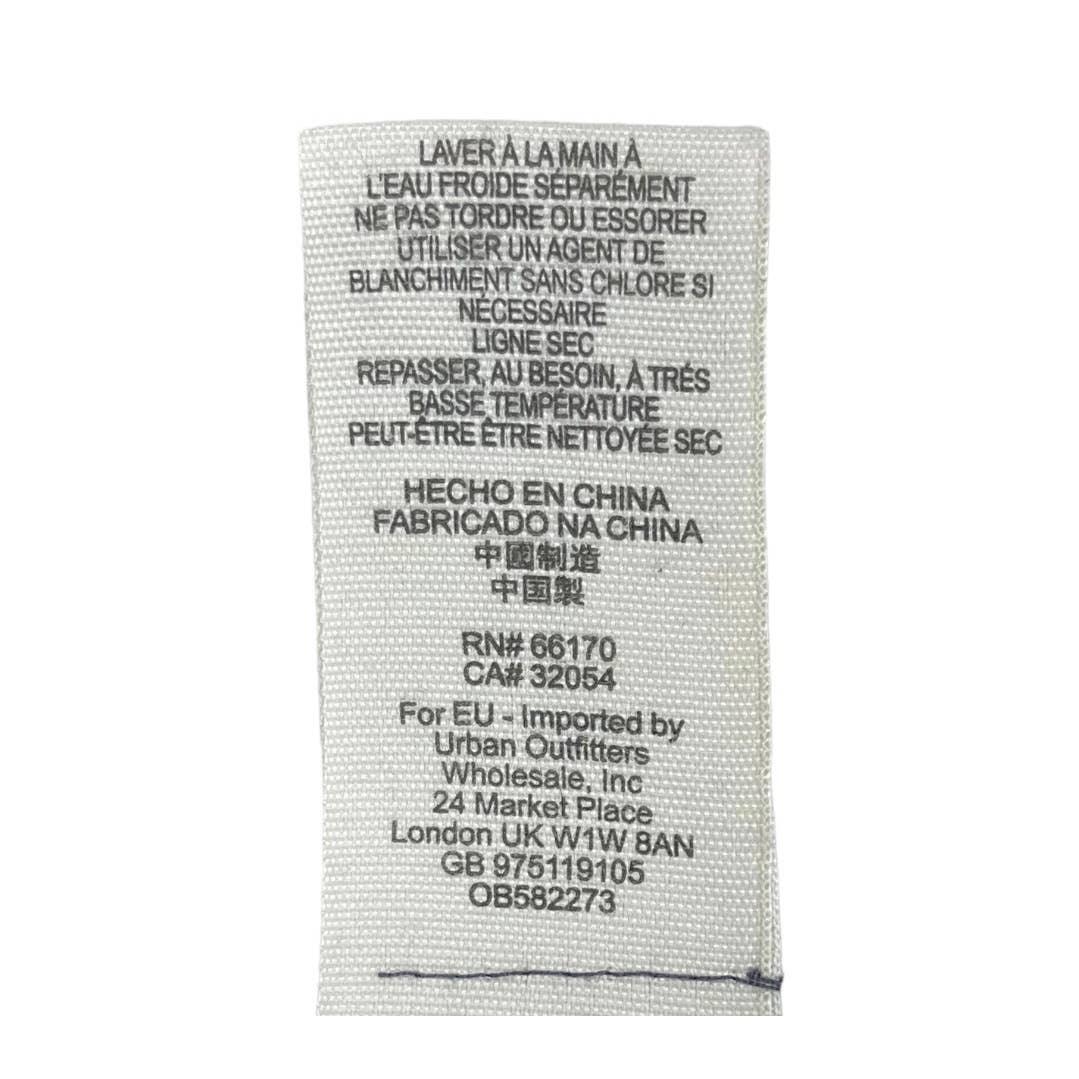 LAVER À LA MAIN À
L'EAU FROIDE SÉPARÉMENT
NE PAS TORDRE OU ESSORER
UTILISER UN AGENT DE
BLANCHIMENT SANS CHLORE SI
NÉCESSAIRE
LIGNE SEC
REPASSER, AU BESOIN, À TRÉS
BASSE TEMPÉRATURE
PEUT-ÊTRE ÊTRE NETTOYÉE SEC
HECHO EN CHINA
FABRICADO NA CHINA
中國制造
中国製
RN# 66170
CA# 32054
For EU - Imported by
Urban Outfitters
Wholesale, Inc
24 Market Place
London UK W1W 8AN
GB 975119105
OB582273